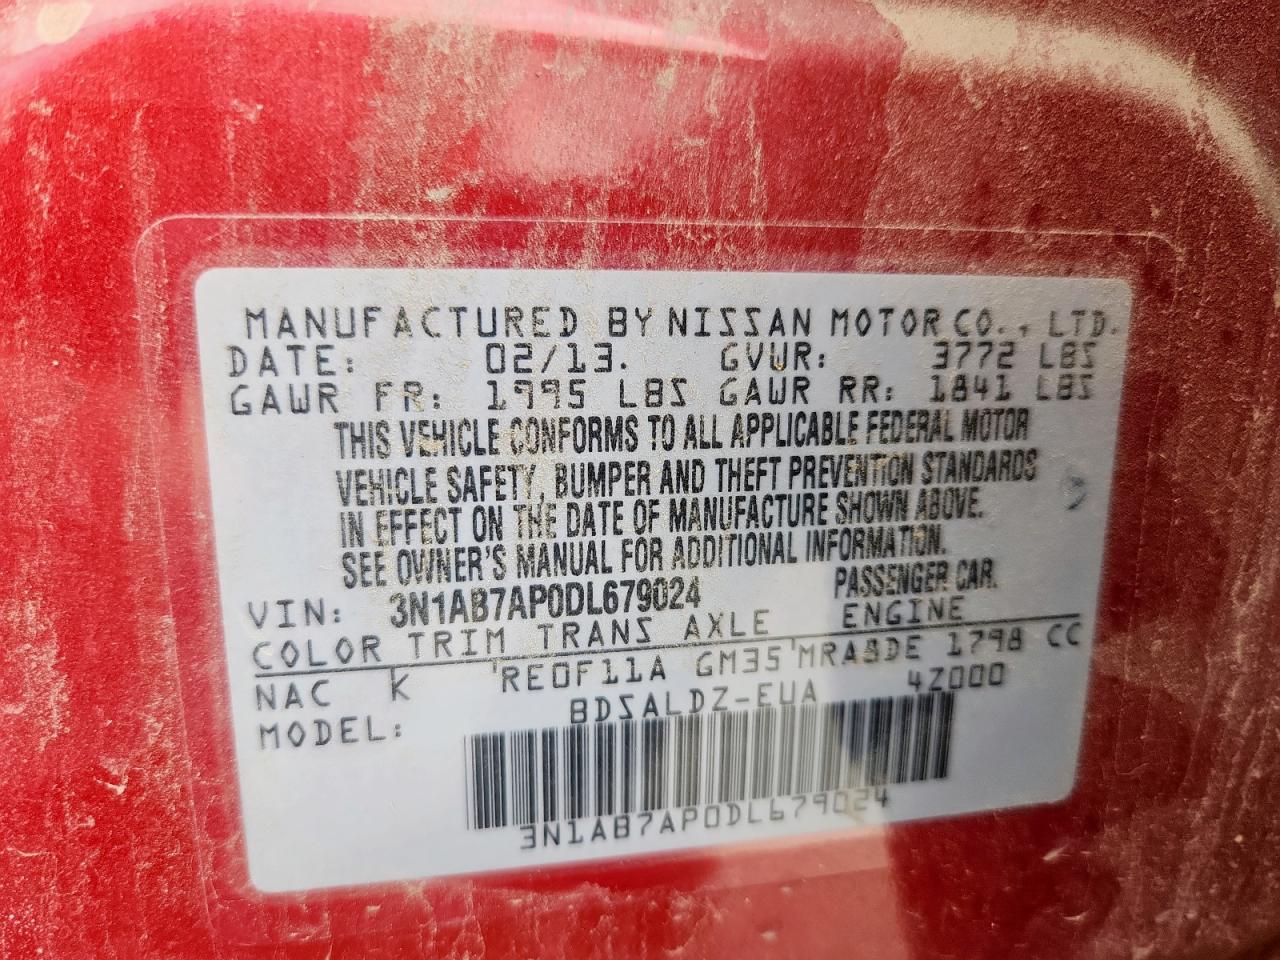 MANUFACTURED BY NISSAN MOTOR CO., LTD.
DATE: 02/13. GVWR: 3772 LBS
GAWR FR: 1995 LBS GAWR RR: 1841 LBS
THIS VEHICLE CONFORMS TO ALL APPLICABLE FEDERAL MOTOR
VEHICLE SAFETY, BUMPER AND THEFT PREVENTION STANDARDS
IN EFFECT ON THE DATE OF MANUFACTURE SHOWN ABOVE.
SEE OWNER'S MANUAL FOR ADDITIONAL INFORMATION.
VIN: 3N1AB7AP0DL679024 PASSENGER CAR.
COLOR TRIM TRANS AXLE ENGINE
NAC K RE0F11A GM35 MRA8DE 1798 CC
MODEL: BDSALDZ-EUA 4Z000
3N1AB7AP0DL679024